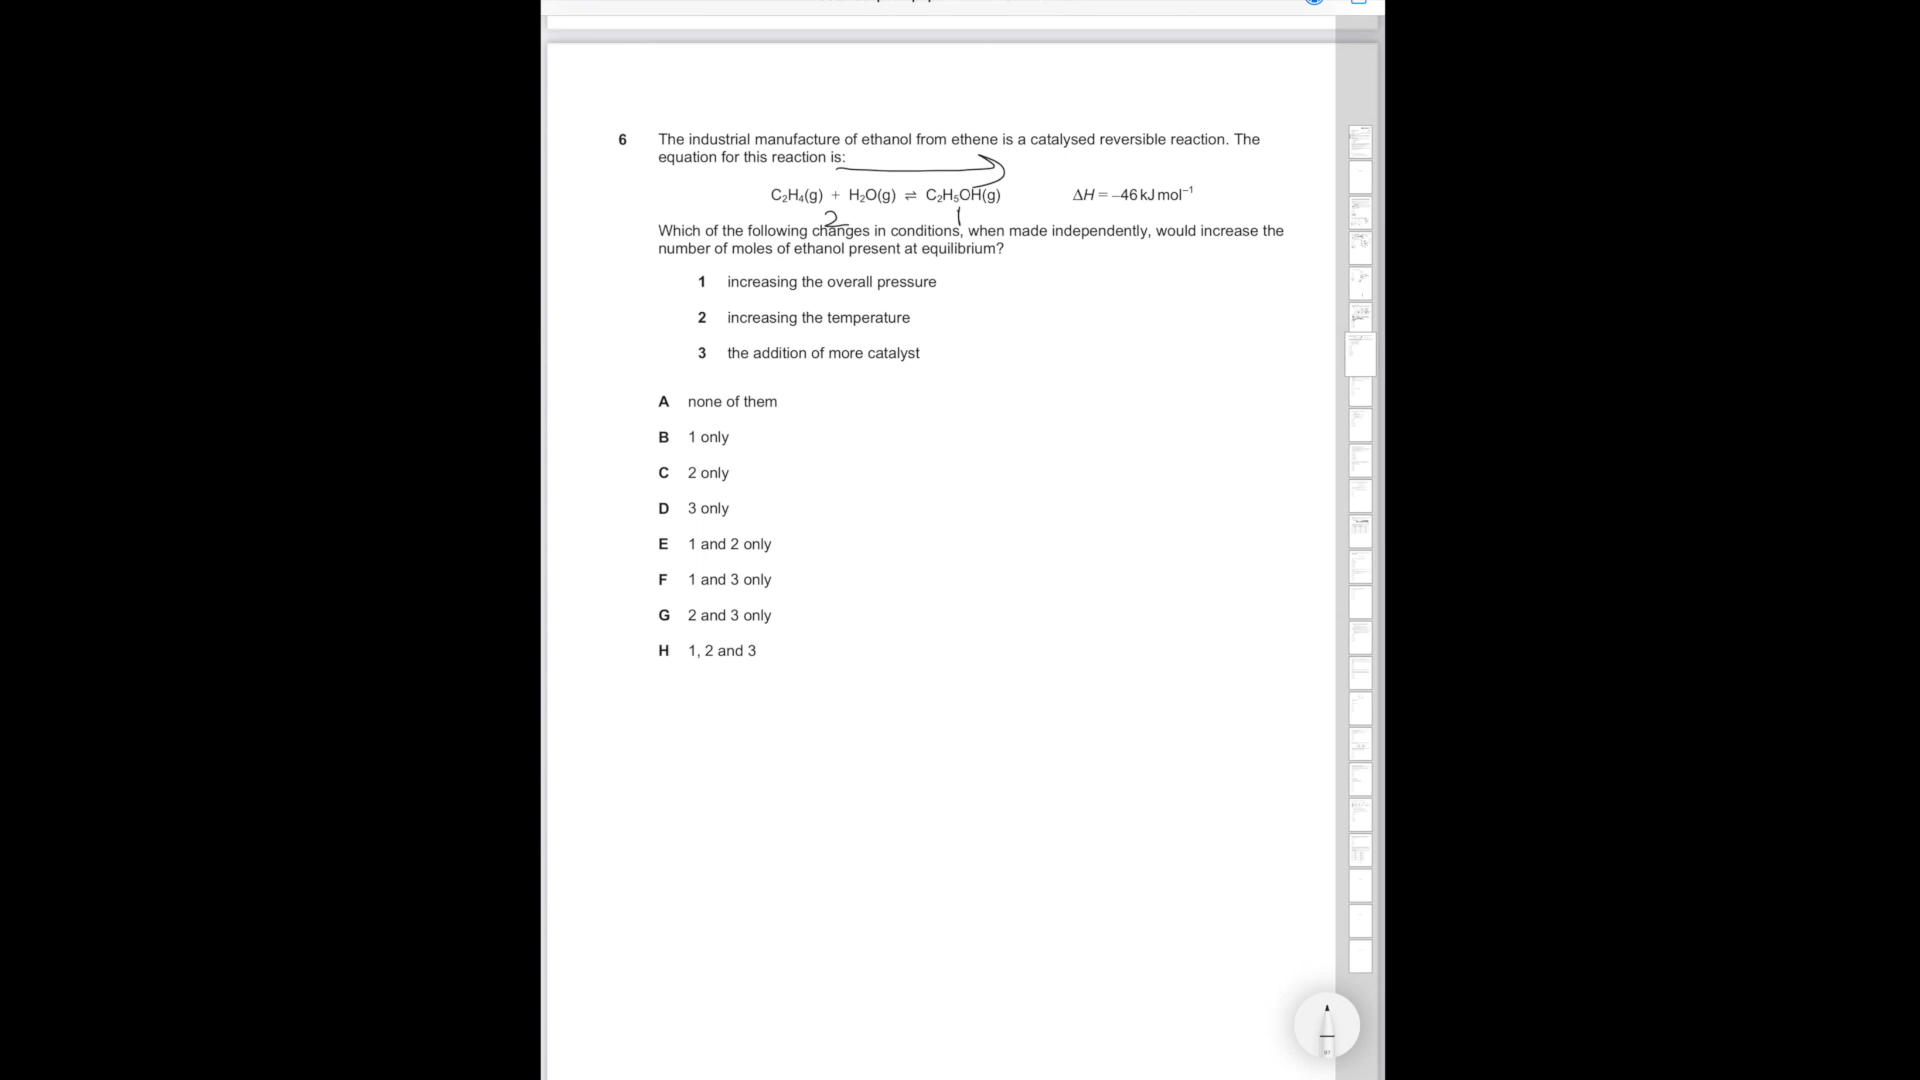 6 The industrial manufacture of ethanol from ethene is a catalysed reversible reaction. The
equation for this reaction is:
C₂H₄(g) + H₂O(g) ⇌ C₂H₅OH(g) ΔH = –46 kJ mol⁻¹
2 1
Which of the following changes in conditions, when made independently, would increase the
number of moles of ethanol present at equilibrium?
1 increasing the overall pressure
2 increasing the temperature
3 the addition of more catalyst
A none of them
B 1 only
C 2 only
D 3 only
E 1 and 2 only
F 1 and 3 only
G 2 and 3 only
H 1, 2 and 3
97